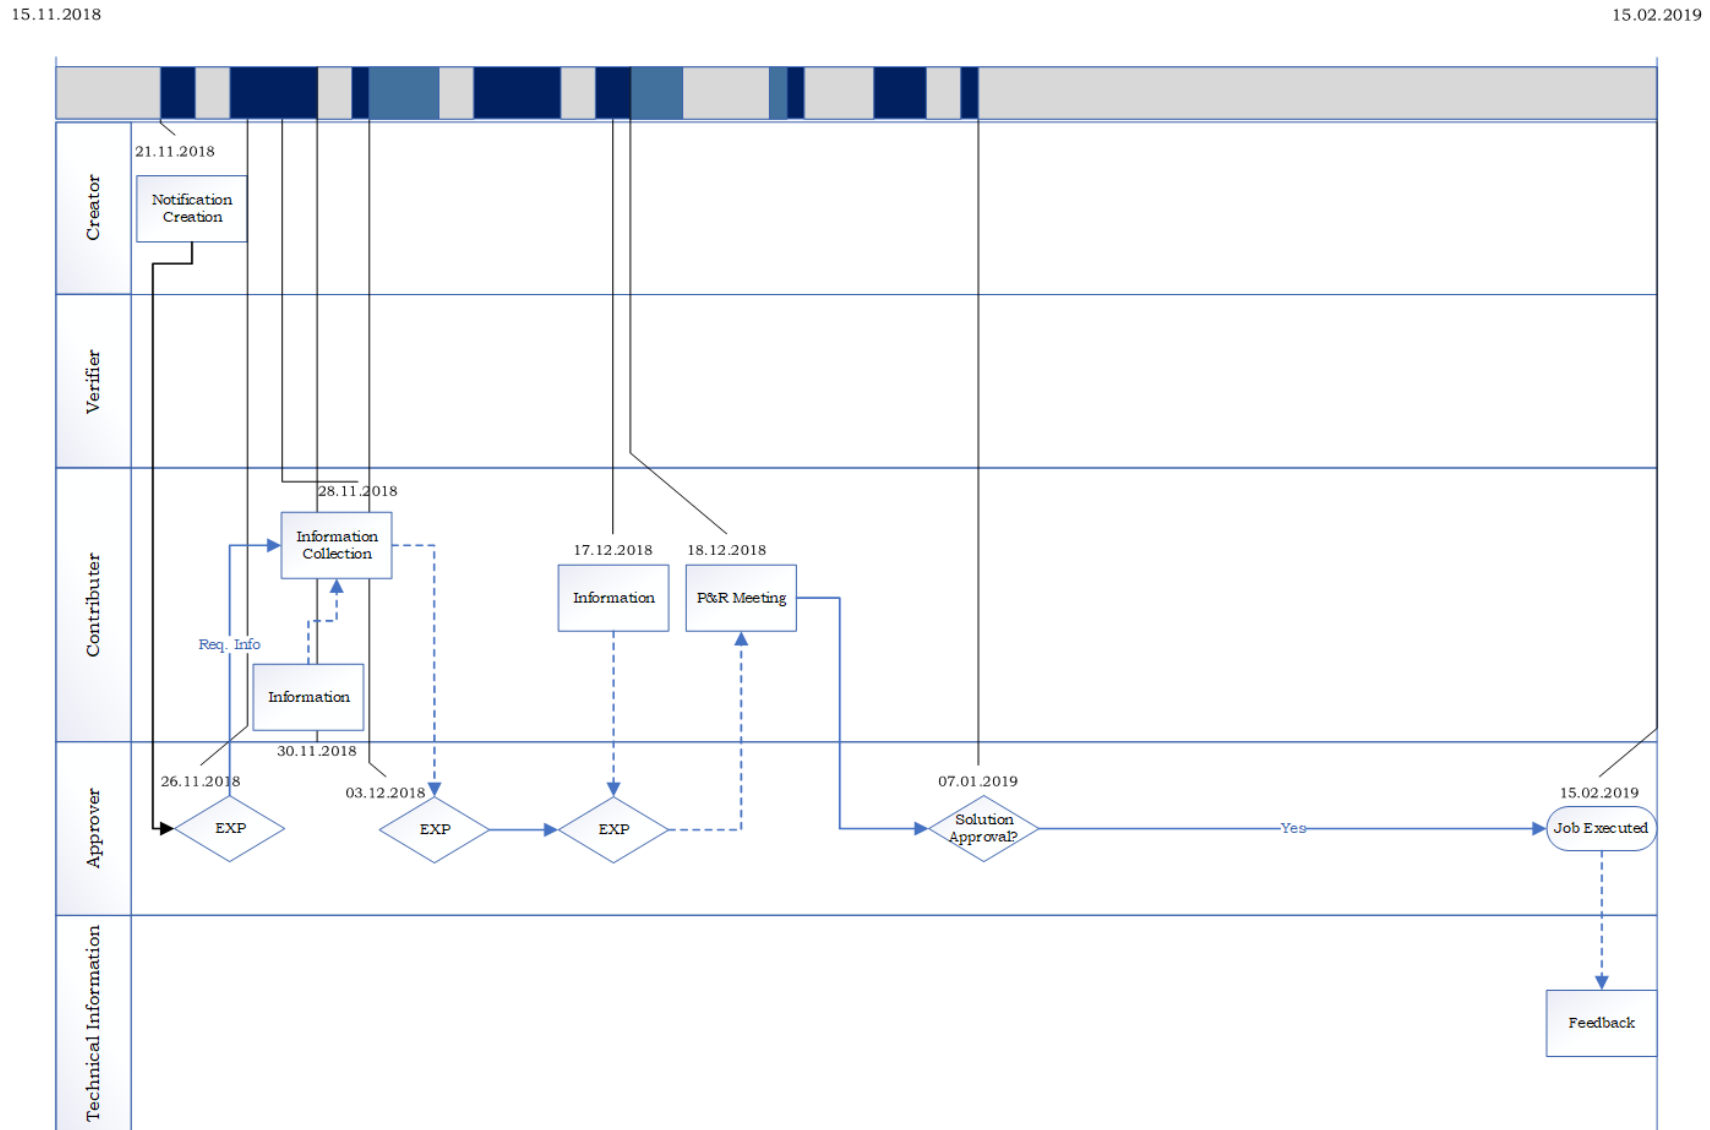 15.11.2018
15.02.2019
Creator
21.11.2018
Notification
Creation
Verifier
Contributer
28.11.2018
Information
Collection
17.12.2018
18.12.2018
Information
P&R Meeting
Req. Info
Information
30.11.2018
Approver
26.11.2018
03.12.2018
07.01.2019
15.02.2019
EXP
EXP
EXP
Solution
Approval?
Yes
Job Executed
Technical Information
Feedback